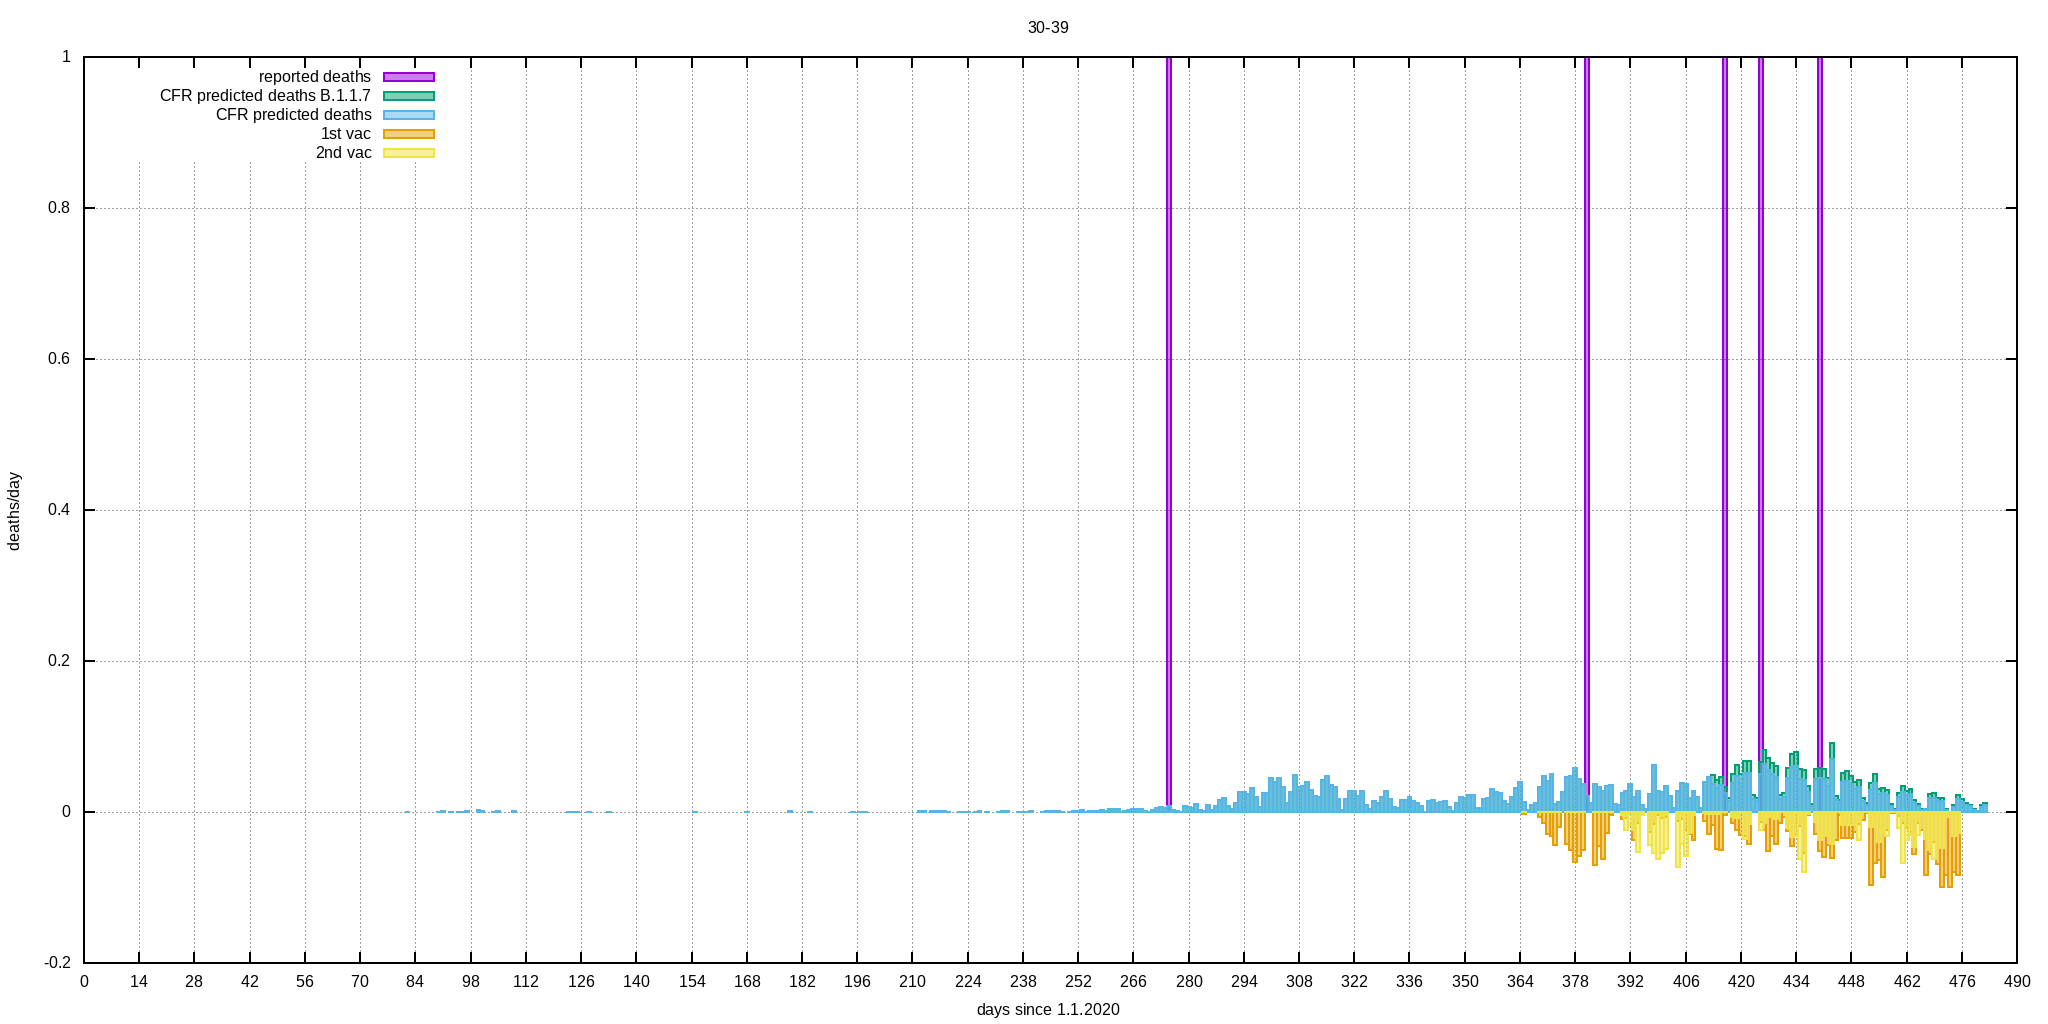 30-39
1
reported deaths
CFR predicted deaths B.1.1.7
CFR predicted deaths
1st vac
2nd vac
0.8
0.6
0.4
deaths/day
0.2
0
-0.2
0 14 28 42 56 70 84 98 112 126 140 154 168 182 196 210 224 238 252 266 280 294 308 322 336 350 364 378 392 406 420 434 448 462 476 490
days since 1.1.2020